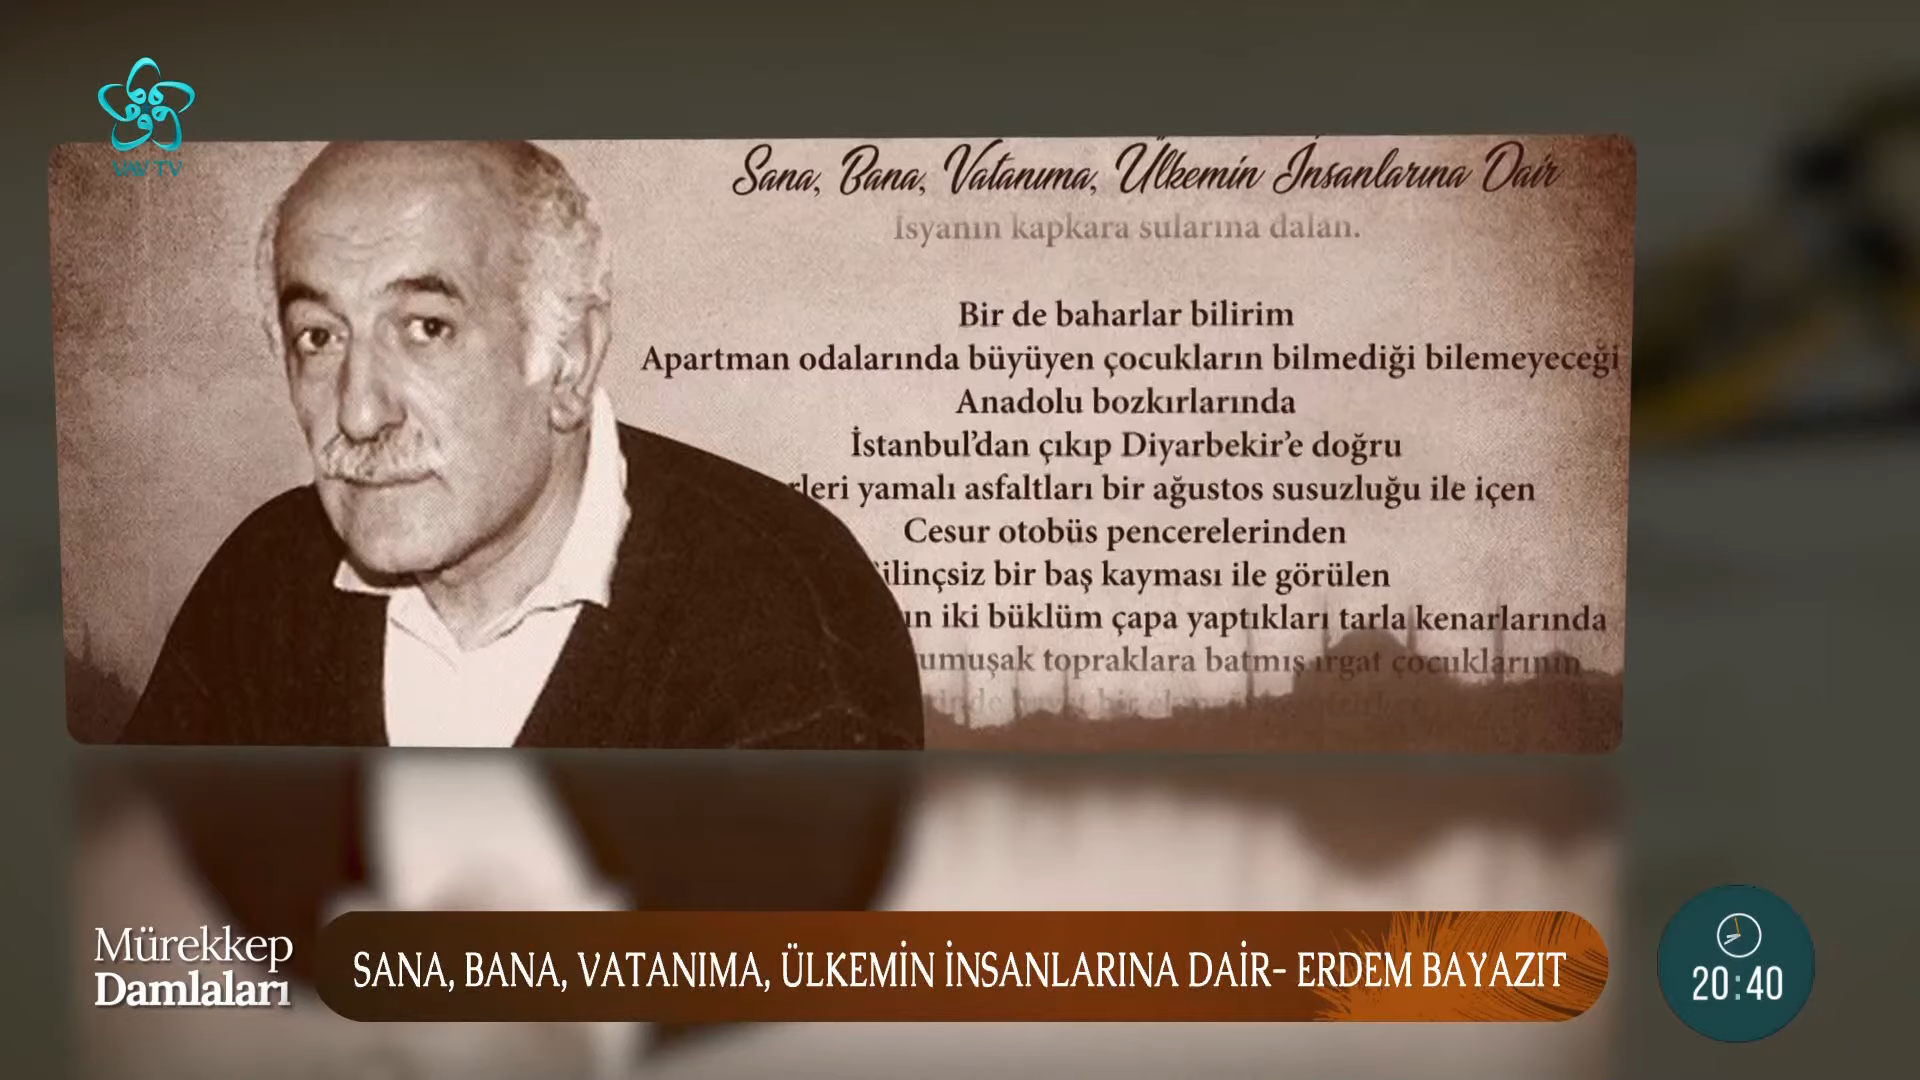 VAV TV
Sana, Bana, Vatanıma, Ülkemin İnsanlarına Dair
İsyanın kapkara sularına dalan.
Bir de baharlar bilirim
Apartman odalarında büyüyen çocukların bilmediği bilemeyeceği
Anadolu bozkırlarında
İstanbul’dan çıkıp Diyarbekir’e doğru
yamalı asfaltları bir ağustos susuzluğu ile içen
Cesur otobüs pencerelerinden
bir baş kayması ile görülen
iki büklüm çapa yaptıkları tarla kenarlarında
topraklara batmış ırgat çocuklarının
Mürekkep
Damlaları
SANA, BANA, VATANIMA, ÜLKEMİN İNSANLARINA DAİR- ERDEM BAYAZIT
20:40